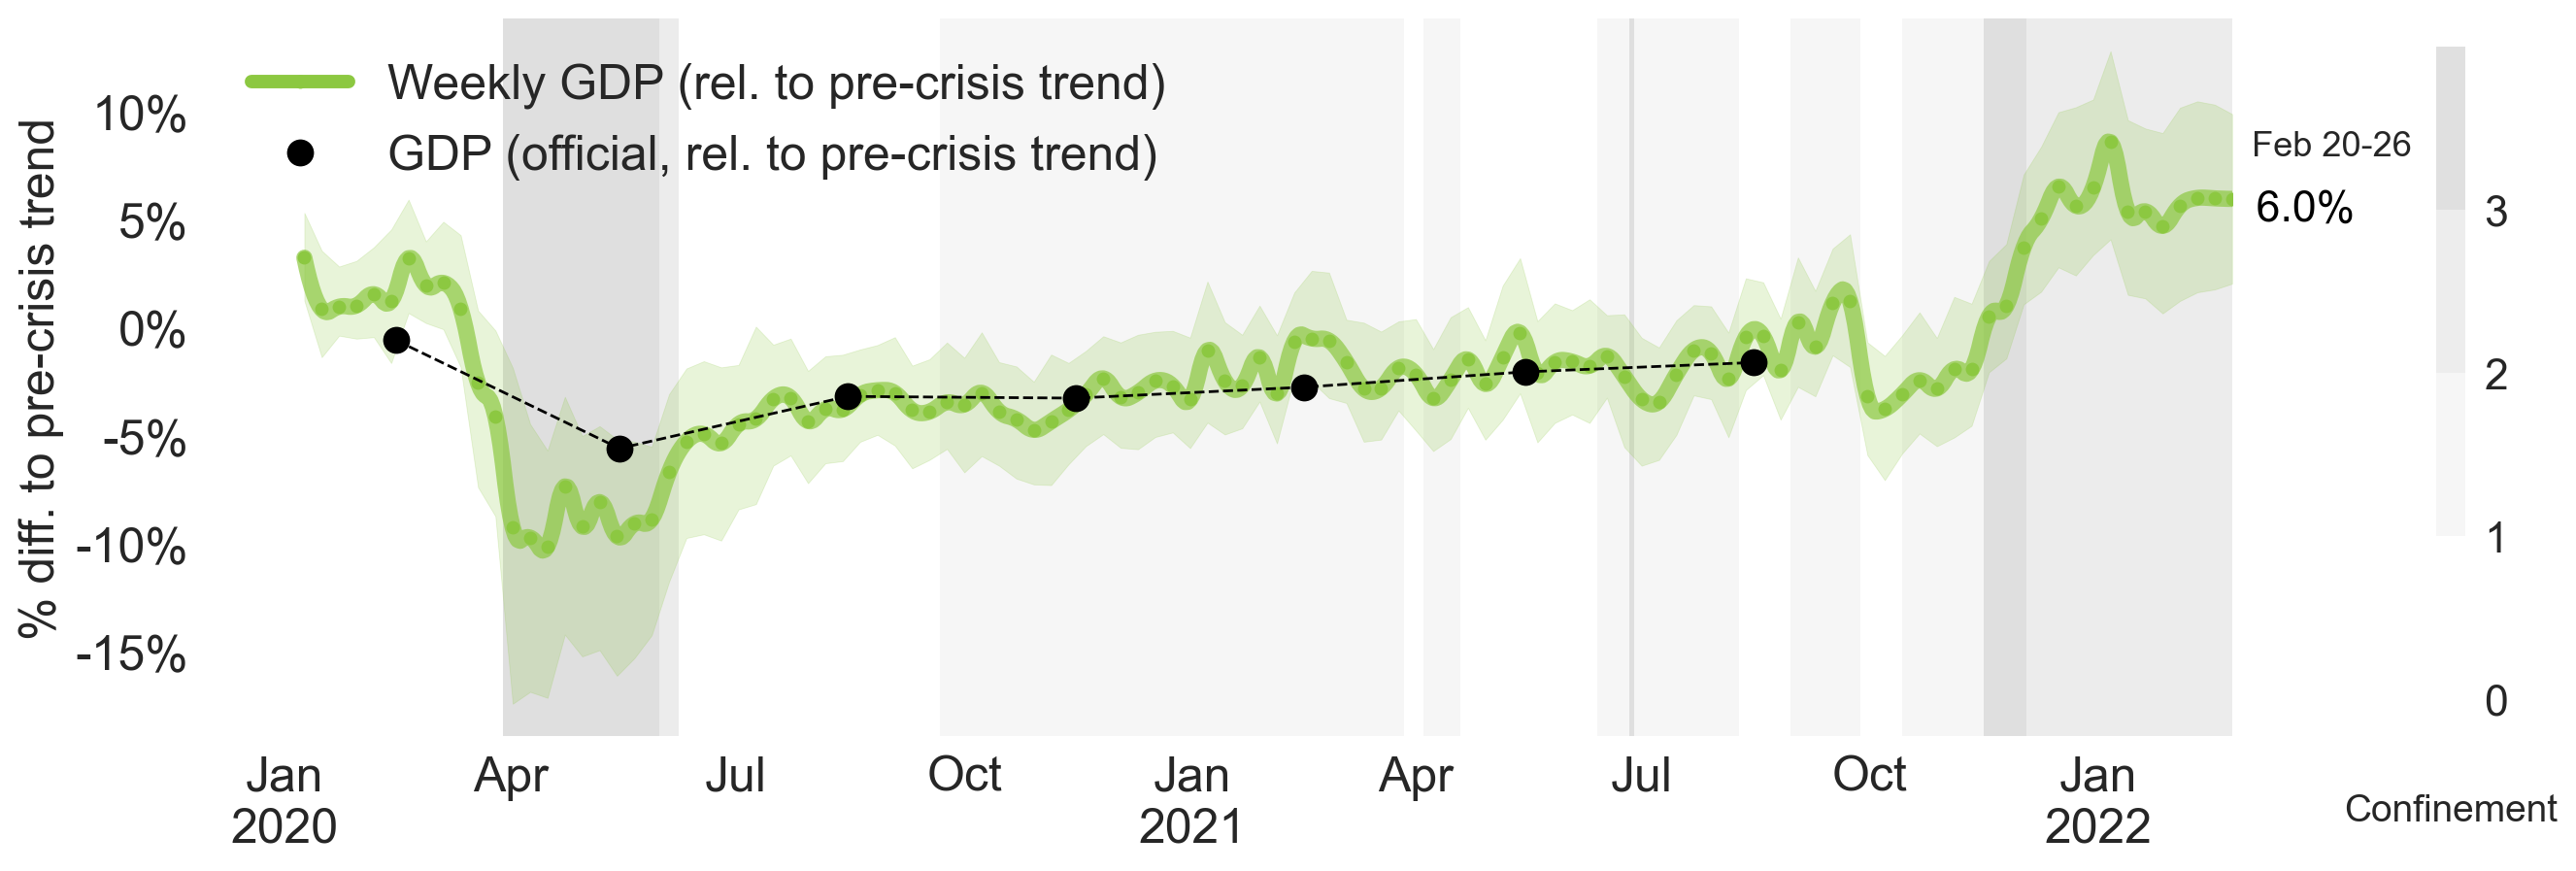 Weekly GDP (rel. to pre-crisis trend)
GDP (official, rel. to pre-crisis trend)
% diff. to pre-crisis trend
10%
5%
0%
-5%
-10%
-15%
Jan
2020
Apr
Jul
Oct
Jan
2021
Apr
Jul
Oct
Jan
2022
Feb 20-26
6.0%
3
2
1
0
Confinement